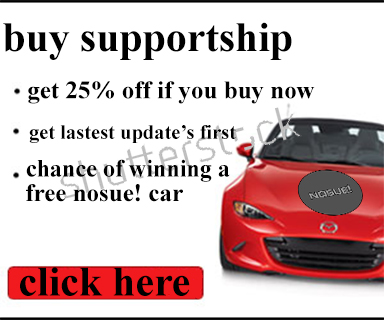 buy supportship
• get 25% off if you buy now
• get lastest update's first
• chance of winning a
free nosue! car
shutterstock
NOSUE!
click here